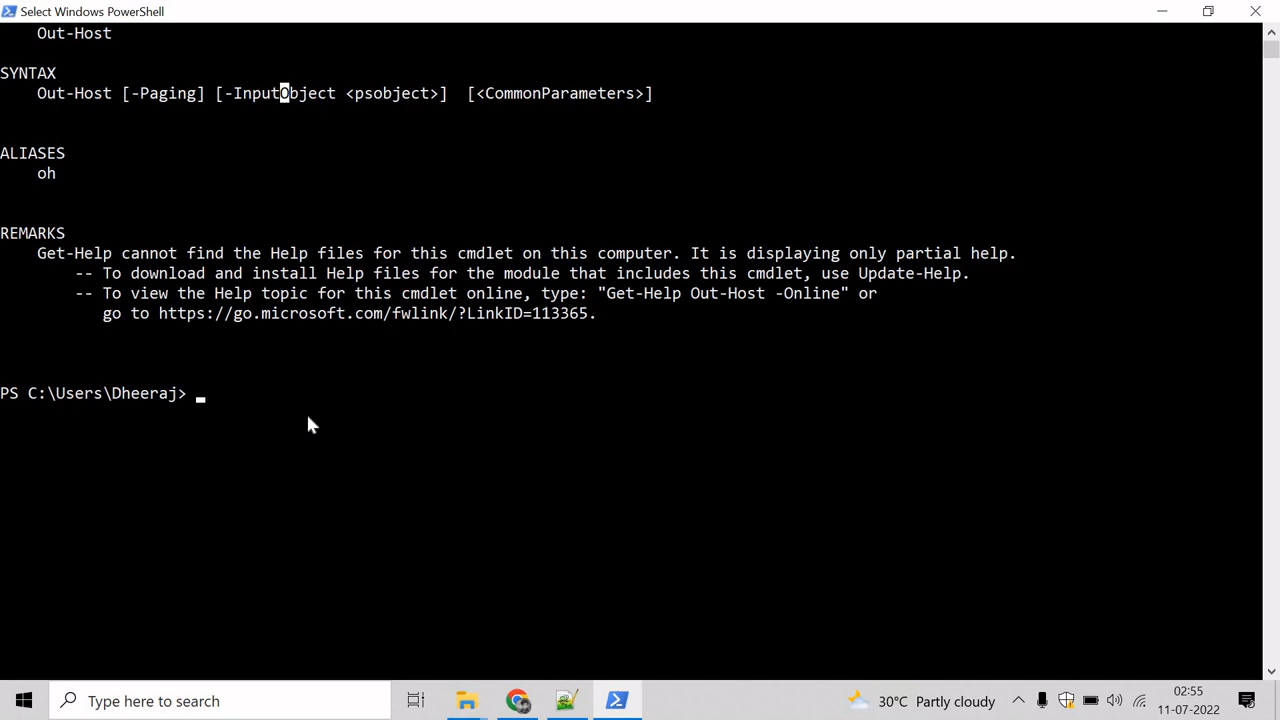 Select Windows PowerShell
Out-Host
SYNTAX
Out-Host [-Paging] [-InputObject <psobject>]  [<CommonParameters>]
ALIASES
oh
REMARKS
Get-Help cannot find the Help files for this cmdlet on this computer. It is displaying only partial help.
-- To download and install Help files for the module that includes this cmdlet, use Update-Help.
-- To view the Help topic for this cmdlet online, type: "Get-Help Out-Host -Online" or
go to https://go.microsoft.com/fwlink/?LinkID=113365.
PS C:\Users\Dheeraj> _
Type here to search
30°C Partly cloudy
02:55
11-07-2022